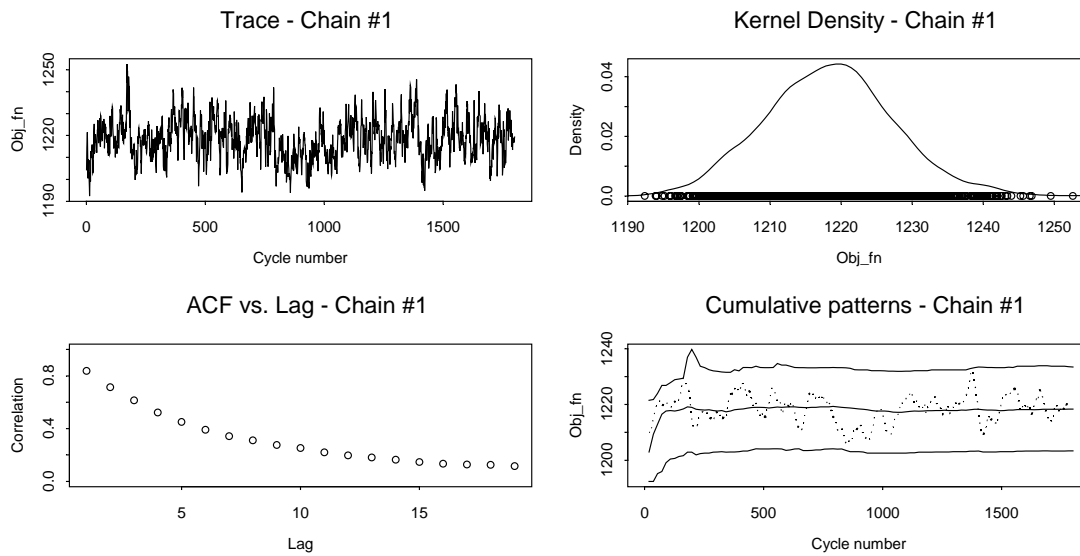 Trace - Chain #1
Obj_fn
1190
1220
1250
0
500
1000
1500
Cycle number
Kernel Density - Chain #1
Density
0.0
0.02
0.04
1190
1200
1210
1220
1230
1240
1250
Obj_fn
ACF vs. Lag - Chain #1
Correlation
0.0
0.4
0.8
5
10
15
Lag
Cumulative patterns - Chain #1
Obj_fn
1200
1220
1240
0
500
1000
1500
Cycle number